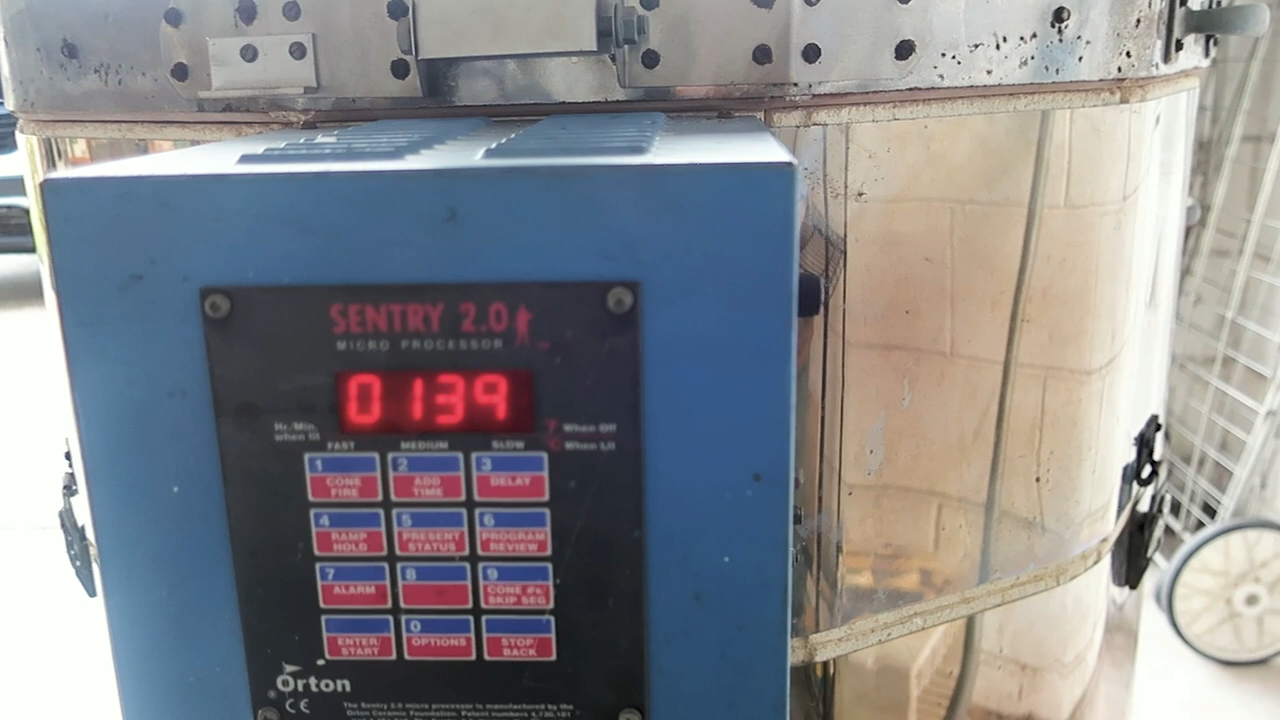 SENTRY 2.0
MICRO PROCESSOR
0139
Hr./Min.
when lit
°F When Off
°C When Lit
FAST MEDIUM SLOW
1 2 3
CONE FIRE
ADD TIME
DELAY
4 5 6
RAMP HOLD
PRESENT STATUS
PROGRAM REVIEW
7 8 9
ALARM
CONE #s/ SKIP SEG
0
ENTER/ START
OPTIONS
STOP/ BACK
Orton
®
CE
The Sentry 2.0 micro processor is manufactured by the
Orton Ceramic Foundation. Patent numbers 4,730,101